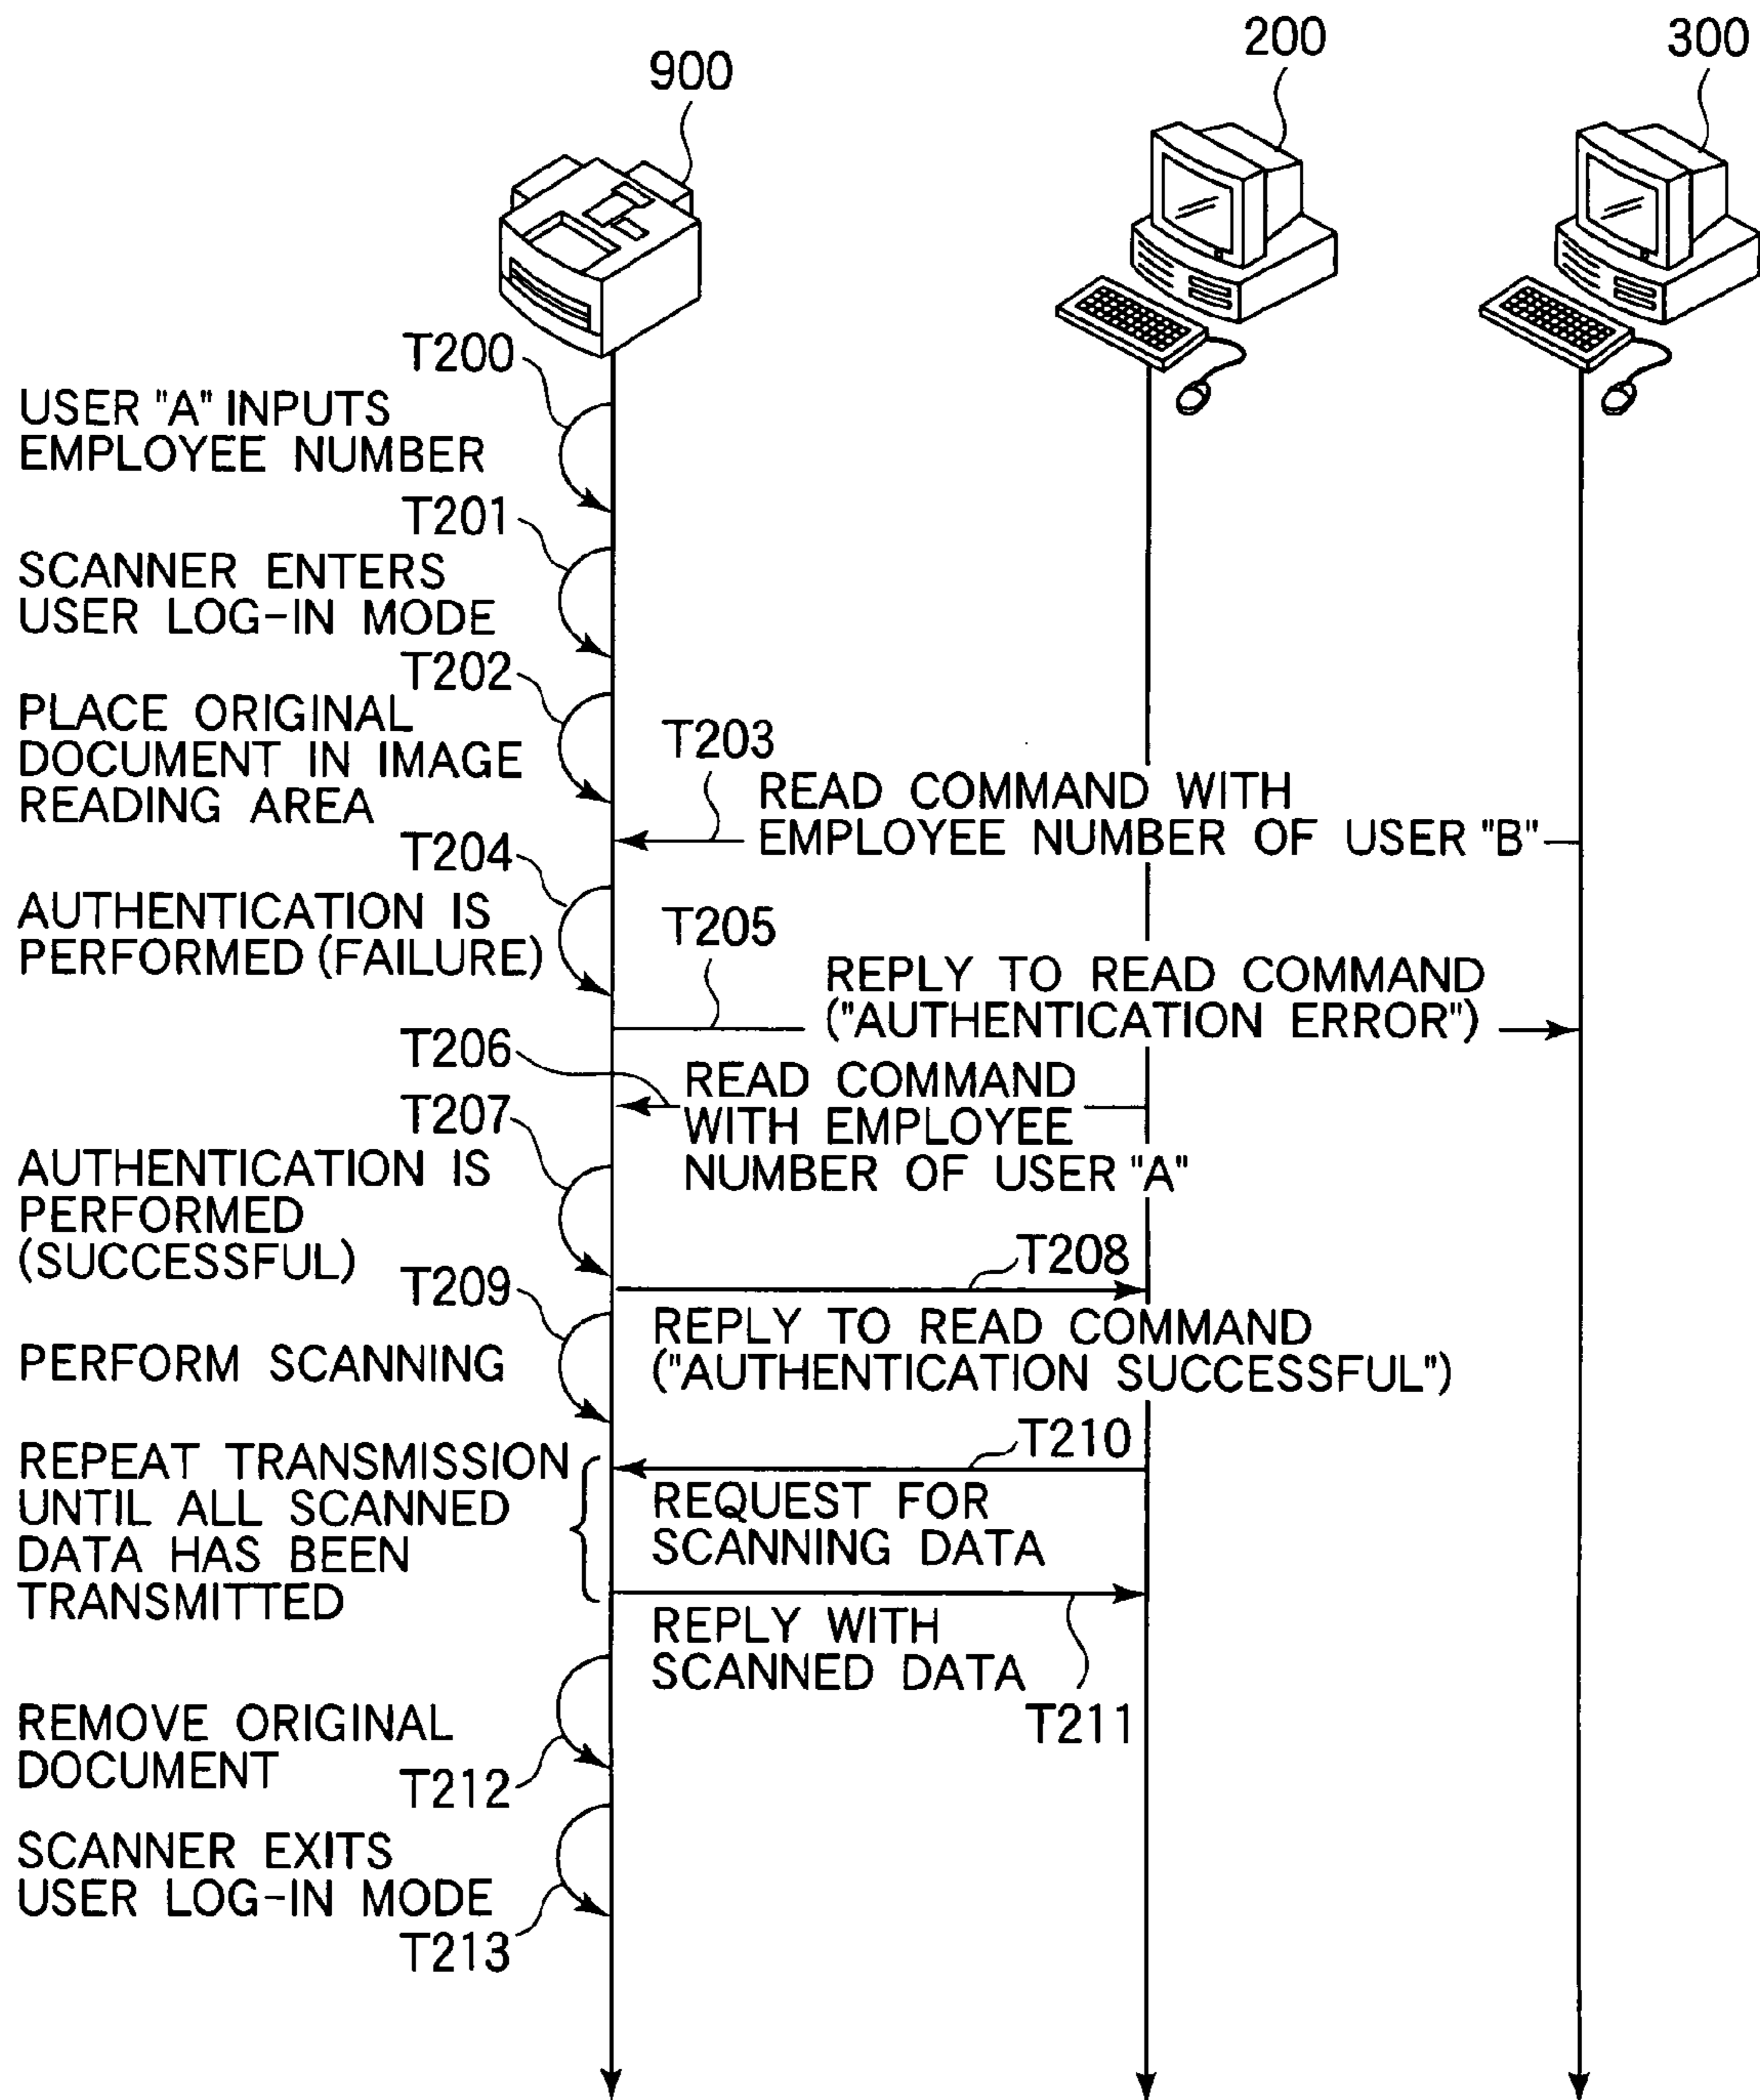 200
300
900
T200
USER "A" INPUTS
EMPLOYEE NUMBER
T201
SCANNER ENTERS
USER LOG-IN MODE
T202
PLACE ORIGINAL
DOCUMENT IN IMAGE
READING AREA
T203
READ COMMAND WITH
EMPLOYEE NUMBER OF USER "B"
T204
AUTHENTICATION IS
PERFORMED (FAILURE)
T205
REPLY TO READ COMMAND
("AUTHENTICATION ERROR")
T206
READ COMMAND
WITH EMPLOYEE
NUMBER OF USER "A"
T207
AUTHENTICATION IS
PERFORMED
(SUCCESSFUL)
T208
REPLY TO READ COMMAND
("AUTHENTICATION SUCCESSFUL")
T209
PERFORM SCANNING
T210
REQUEST FOR
SCANNING DATA
REPEAT TRANSMISSION
UNTIL ALL SCANNED
DATA HAS BEEN
TRANSMITTED
REPLY WITH
SCANNED DATA
T211
REMOVE ORIGINAL
DOCUMENT
T212
SCANNER EXITS
USER LOG-IN MODE
T213